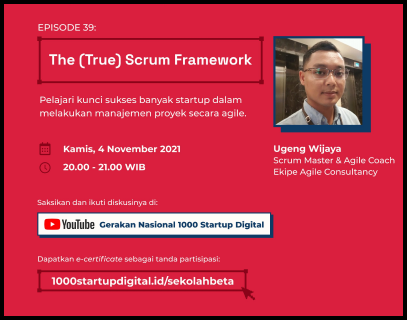 EPISODE 39:
The (True) Scrum Framework
Pelajari kunci sukses banyak startup dalam
melakukan manajemen proyek secara agile.
Kamis, 4 November 2021
20.00 - 21.00 WIB
Ugeng Wijaya
Scrum Master & Agile Coach
Ekipe Agile Consultancy
Saksikan dan ikuti diskusinya di:
YouTube Gerakan Nasional 1000 Startup Digital
Dapatkan e-certificate sebagai tanda partisipasi:
1000startupdigital.id/sekolahbeta